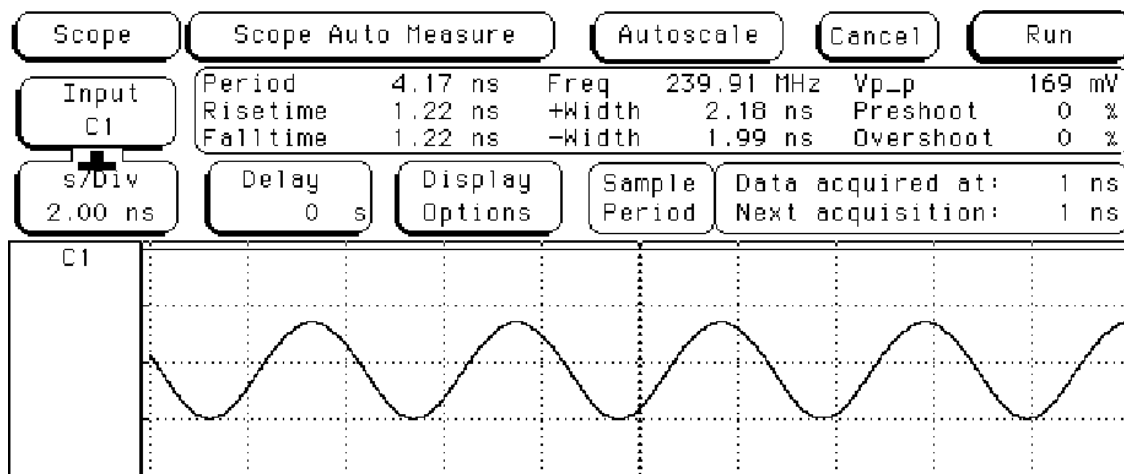 Scope Scope Auto Measure Autoscale Cancel Run
Input
C1
Period 4.17 ns Freq 239.91 MHz Vp_p 169 mV
Risetime 1.22 ns +Width 2.18 ns Preshoot 0 %
Falltime 1.22 ns -Width 1.99 ns Overshoot 0 %
s/Div
2.00 ns
Delay
0 s
Display
Options
Sample
Period
Data acquired at: 1 ns
Next acquisition: 1 ns
C1